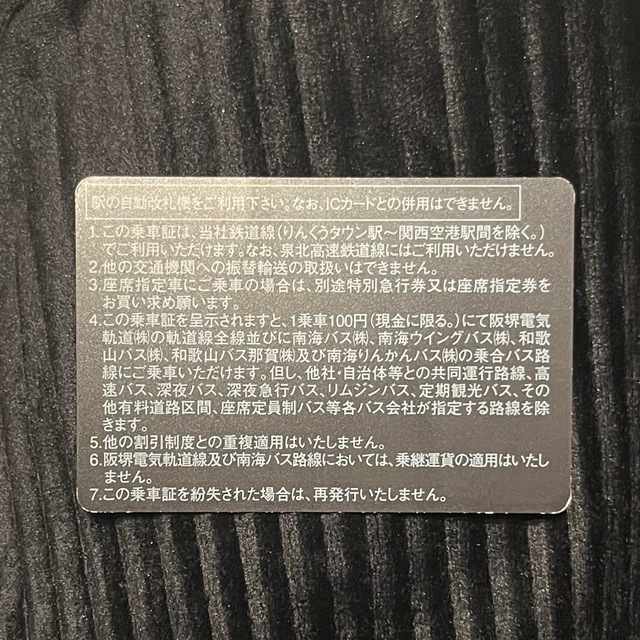 駅の自動改札機をご利用下さい。なお、ICカードとの併用はできません。
1.この乗車証は、当社鉄道線(りんくうタウン駅〜関西空港駅間を除く。)
でご利用いただけます。なお、泉北高速鉄道線にはご利用いただけません。
2.他の交通機関への振替輸送の取扱いはできません。
3.座席指定車にご乗車の場合は、別途特別急行券又は座席指定券を
お買い求め願います。
4.この乗車証を呈示されますと、1乗車100円(現金に限る。)にて阪堺電気
軌道㈱の軌道線全線並びに南海バス㈱、南海ウイングバス㈱、和歌
山バス㈱、和歌山バス那賀㈱及び南海りんかんバス㈱の乗合バス路
線にご乗車いただけます。但し、他社・自治体等との共同運行路線、高
速バス、深夜バス、深夜急行バス、リムジンバス、定期観光バス、その
他有料道路区間、座席定員制バス等各バス会社が指定する路線を除
きます。
5.他の割引制度との重複適用はいたしません。
6.阪堺電気軌道線及び南海バス路線においては、乗継運賃の適用はいたし
ません。
7.この乗車証を紛失された場合は、再発行いたしません。